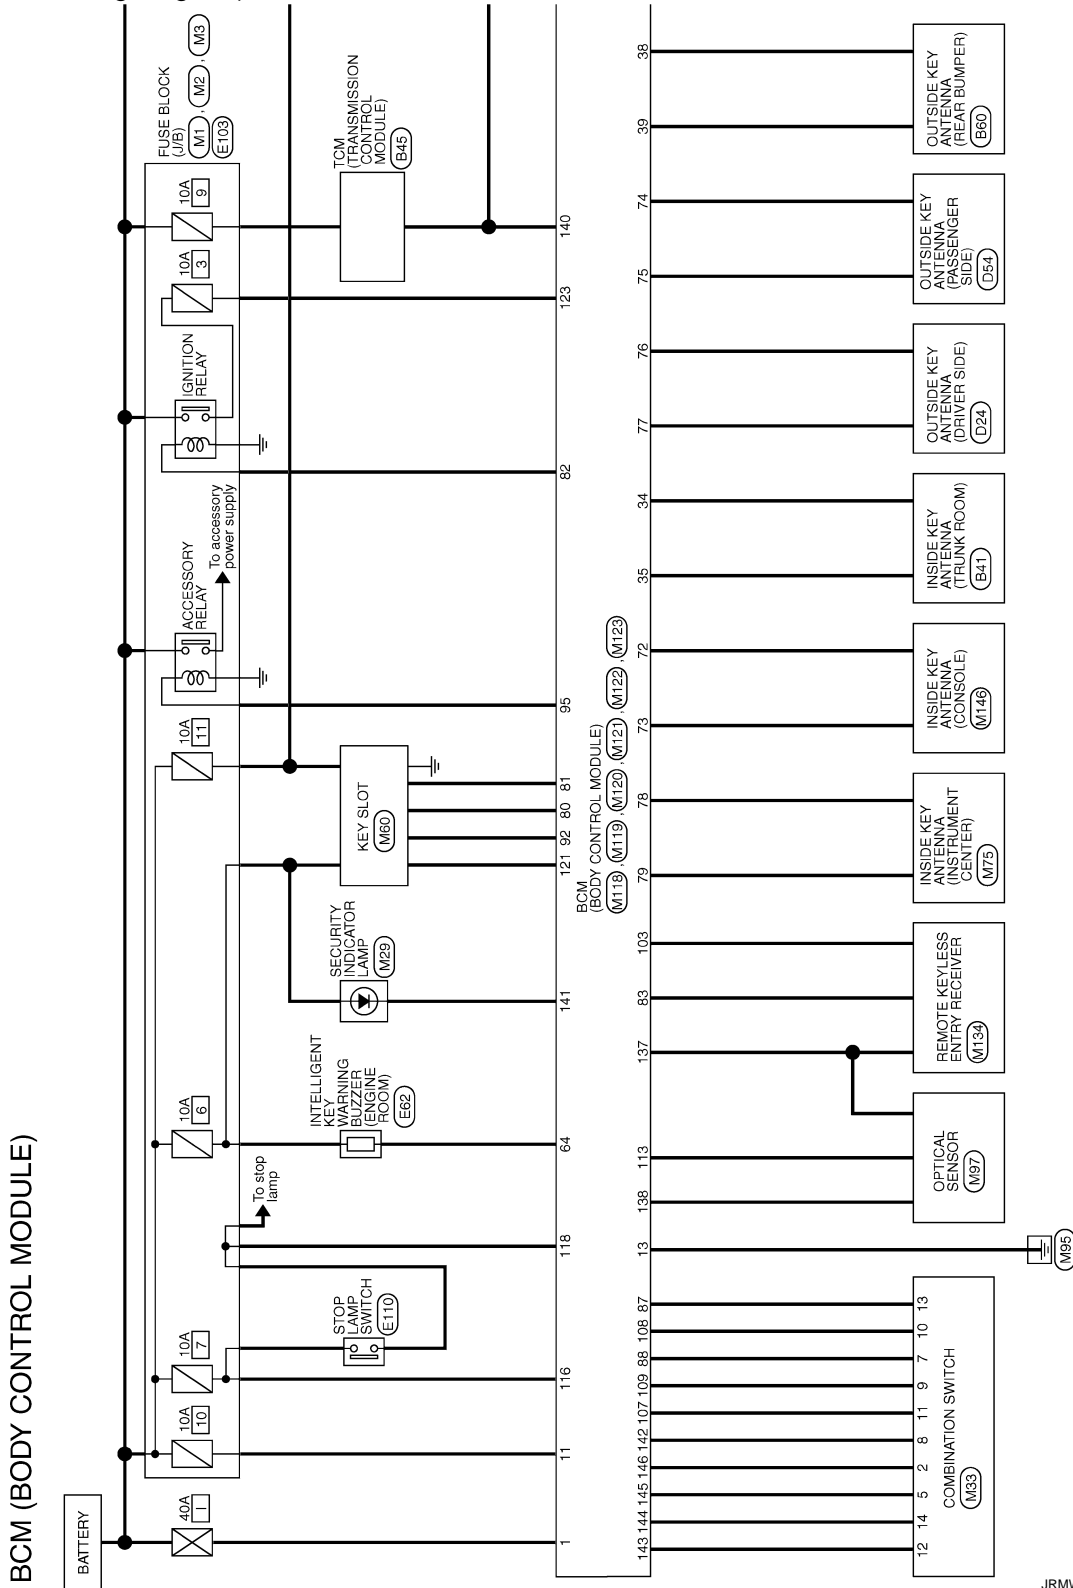 BCM (BODY CONTROL MODULE)
BATTERY
40A
I
10A
10
10A
7
10A
6
10A
11
ACCESSORY
RELAY
To accessory
power supply
IGNITION
RELAY
10A
3
10A
9
FUSE BLOCK
(J/B)
M1 , M2 , M3
E103
STOP
LAMP
SWITCH
E110
To stop
lamp
INTELLIGENT
KEY
WARNING
BUZZER
(ENGINE
ROOM)
E62
SECURITY
INDICATOR
LAMP
M29
KEY SLOT
M60
TCM
(TRANSMISSION
CONTROL
MODULE)
B45
1
11
116
118
64
141
121
92
80
81
95
82
123
140
BCM
(BODY CONTROL MODULE)
M118 , M119 , M120 , M121 , M122 , M123
143
144
145
146
142
107
109
88
108
87
13
138
113
137
83
103
79
78
73
72
35
34
77
76
75
74
39
38
12
14
5
2
8
11
9
7
10
13
COMBINATION SWITCH
M33
M95
OPTICAL
SENSOR
M97
REMOTE KEYLESS
ENTRY RECEIVER
M134
INSIDE KEY
ANTENNA
(INSTRUMENT
CENTER)
M75
INSIDE KEY
ANTENNA
(CONSOLE)
M146
INSIDE KEY
ANTENNA
(TRUNK ROOM)
B41
OUTSIDE KEY
ANTENNA
(DRIVER SIDE)
D24
OUTSIDE KEY
ANTENNA
(PASSENGER
SIDE)
D54
OUTSIDE KEY
ANTENNA
(REAR BUMPER)
B60